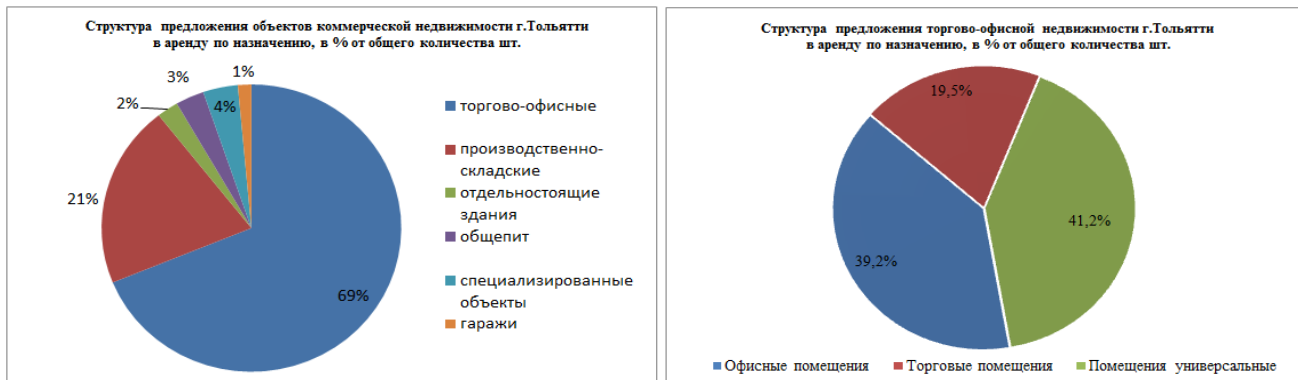 Структура предложения объектов коммерческой недвижимости г.Тольятти
в аренду по назначению, в % от общего количества шт.
1%
3%
4%
2%
21%
69%
торгово-офисные
производственно-
складские
отдельностоящие
здания
общепит
специализированные
объекты
гаражи
Структура предложения торгово-офисной недвижимости г.Тольятти
в аренду по назначению, в % от общего количества шт.
19,5%
41,2%
39,2%
Офисные помещения Торговые помещения Помещения универсальные